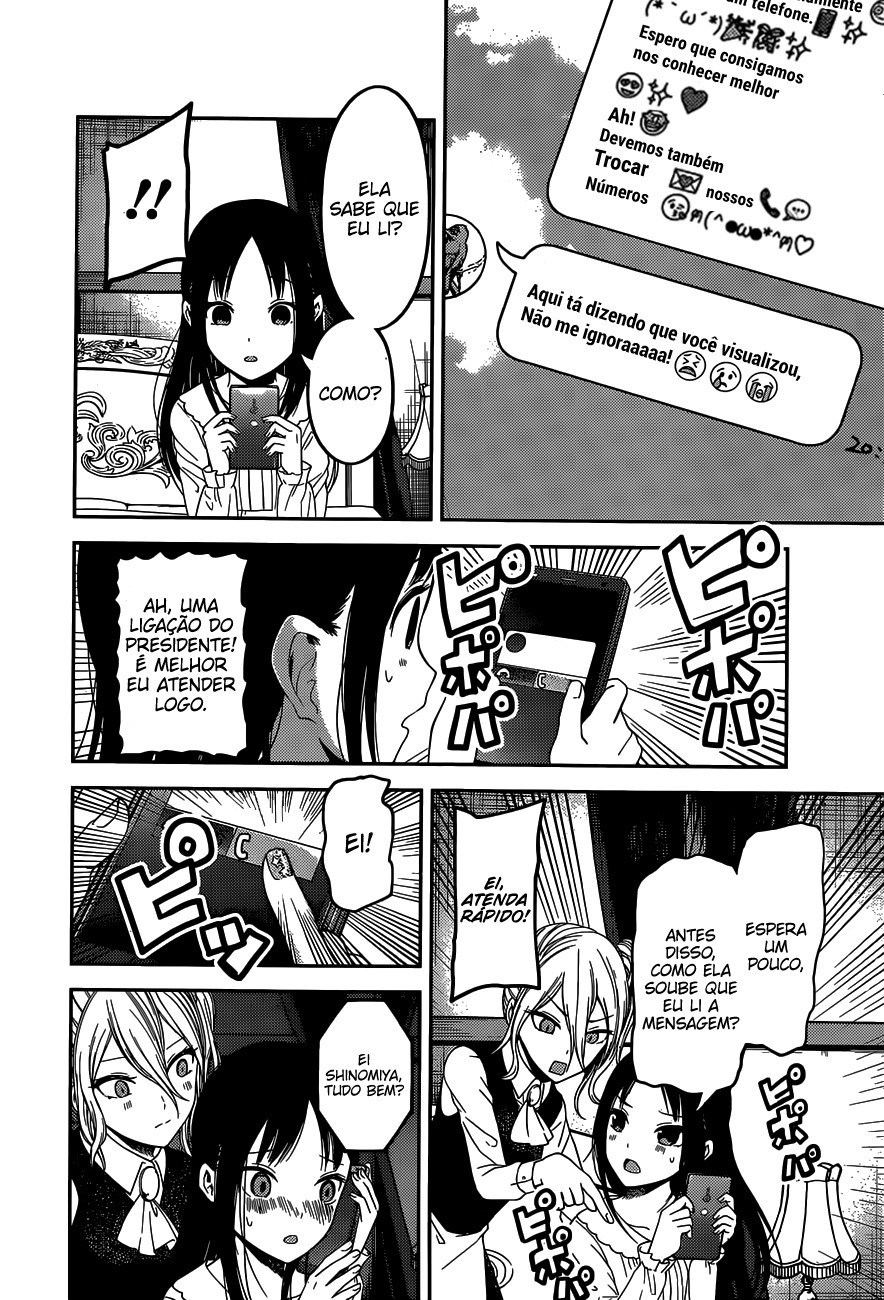 um telefone.
(*｀ω´*)
Espero que consigamos
nos conhecer melhor
Ah!
Devemos também
Trocar nossos
Números
Aqui tá dizendo que você visualizou,
Não me ignoraaaaa!
20:
ELA
SABE QUE
EU LI?
COMO?
!!
ピポパ
ピポパ
AH, UMA
LIGAÇÃO DO
PRESIDENTE!
É MELHOR
EU ATENDER
LOGO.
ESPERA
UM
POUCO,
ANTES
DISSO,
COMO ELA
SOUBE QUE
EU LI A
MENSAGEM?
EI,
ATENDA
RÁPIDO!
ピポパ
ピポパ
EI!
ピッ
EI
SHINOMIYA,
TUDO BEM?